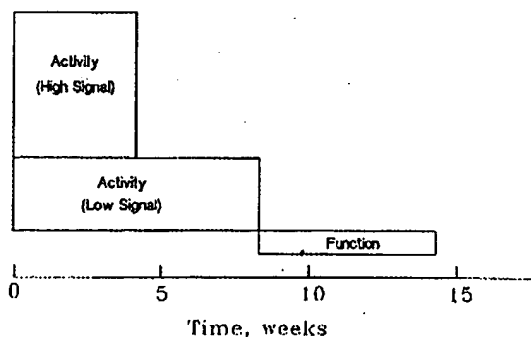 Activity
(High Signal)
Activity
(Low Signal)
Function
0 5 10 15
Time, weeks